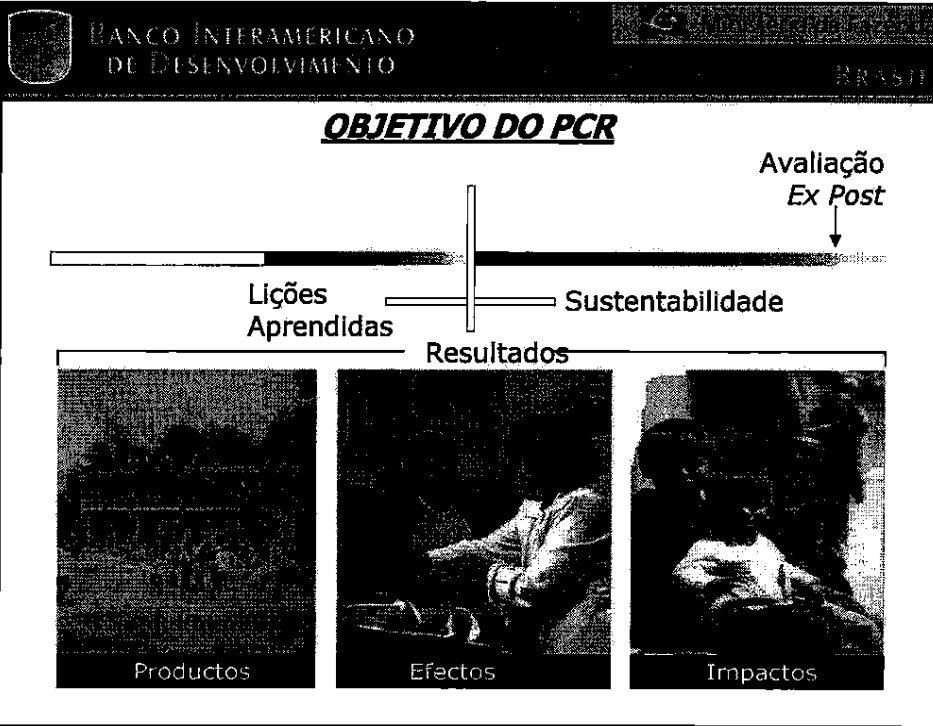 BANCO INTERAMERICANO
DE DESENVOLVIMENTO
BRASIL
OBJETIVO DO PCR
Avaliação
Ex Post
Lições
Aprendidas
Sustentabilidade
Resultados
Productos
Efectos
Impactos